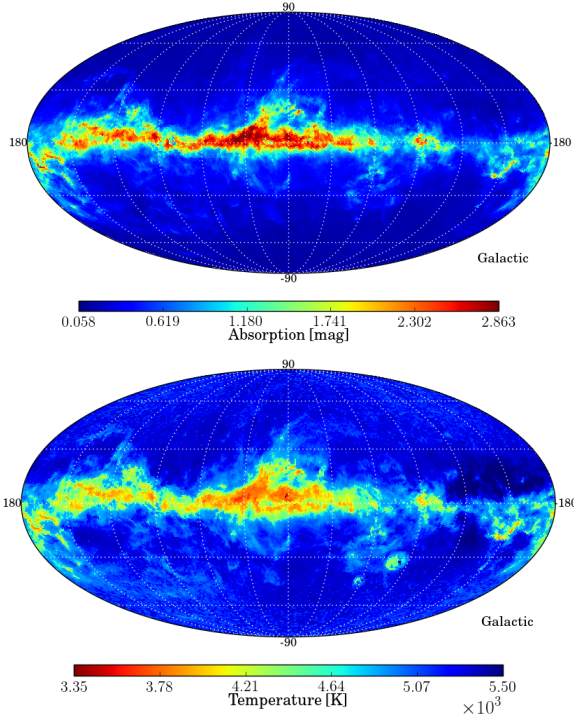 90
180
-180
Galactic
-90
0.058 0.619 1.180 1.741 2.302 2.863
Absorption [mag]
90
180
-180
Galactic
-90
3.35 3.78 4.21 4.64 5.07 5.50
Temperature [K]
×10³